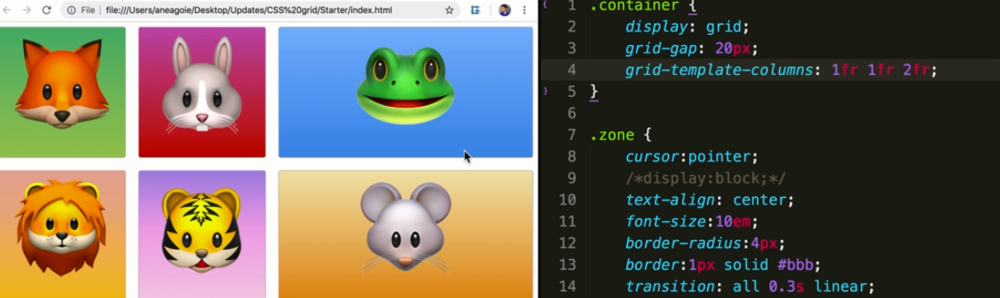 File | file:///Users/aneagoie/Desktop/Updates/CSS%20grid/Starter/index.html
1 .container {
2 display: grid;
3 grid-gap: 20px;
4 grid-template-columns: 1fr 1fr 2fr;
5 }
6
7 .zone {
8 cursor:pointer;
9 /*display:block;*/
10 text-align: center;
11 font-size:10em;
12 border-radius:4px;
13 border:1px solid #bbb;
14 transition: all 0.3s linear;